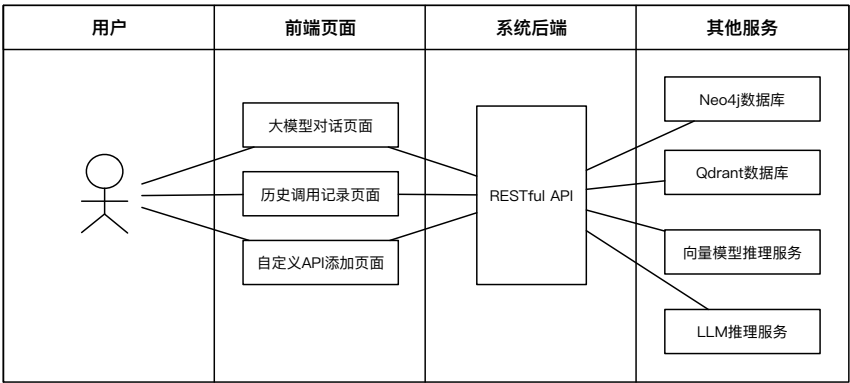 用户
前端页面
系统后端
其他服务
大模型对话页面
历史调用记录页面
自定义API添加页面
RESTful API
Neo4j数据库
Qdrant数据库
向量模型推理服务
LLM推理服务